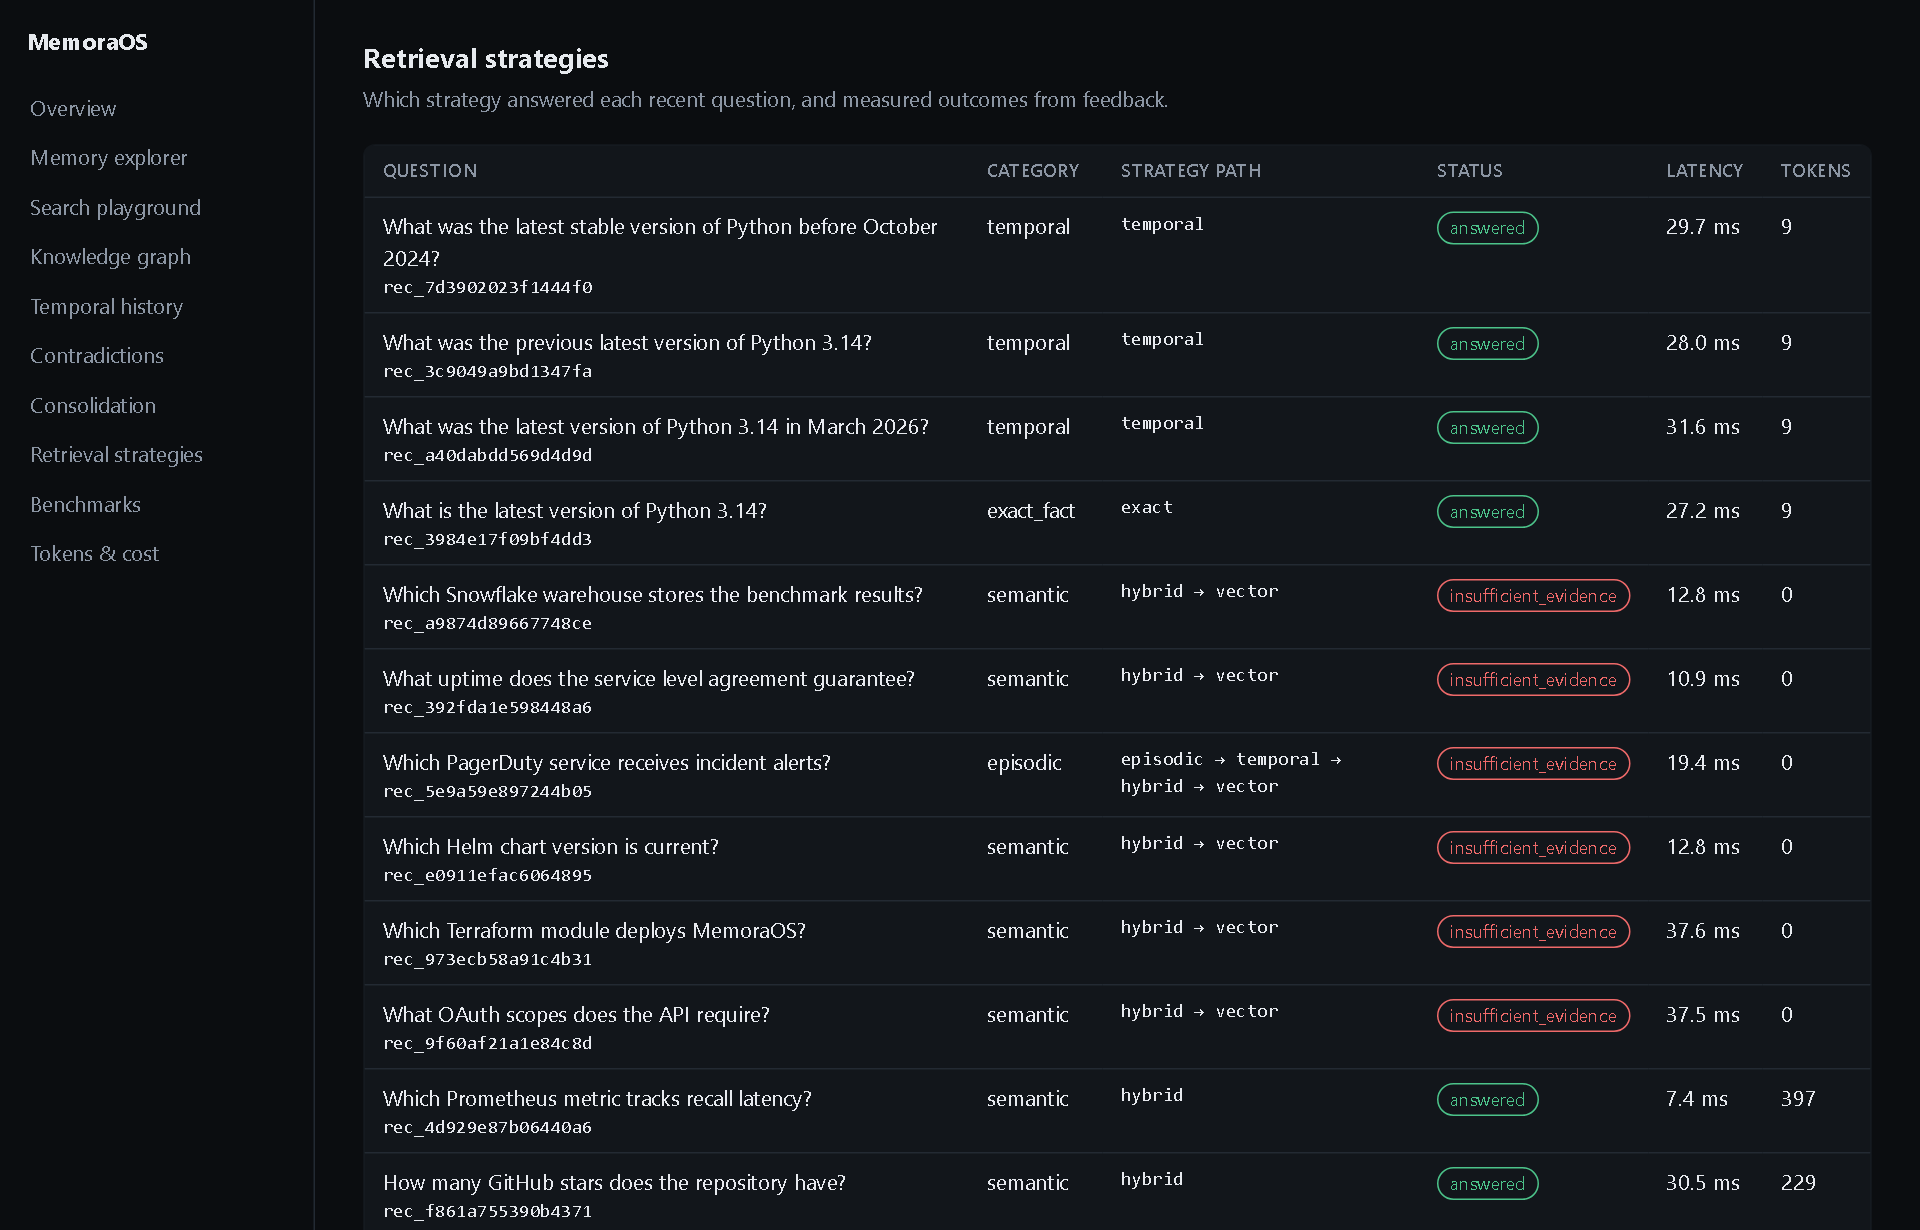 MemoraOS
Overview
Memory explorer
Search playground
Knowledge graph
Temporal history
Contradictions
Consolidation
Retrieval strategies
Benchmarks
Tokens & cost
Retrieval strategies
Which strategy answered each recent question, and measured outcomes from feedback.
QUESTION CATEGORY STRATEGY PATH STATUS LATENCY TOKENS
What was the latest stable version of Python before October temporal temporal answered 29.7 ms 9
2024?
rec_7d3902023f1444f0
What was the previous latest version of Python 3.14? temporal temporal answered 28.0 ms 9
rec_3c9049a9bd1347fa
What was the latest version of Python 3.14 in March 2026? temporal temporal answered 31.6 ms 9
rec_a40dabdd569d4d9d
What is the latest version of Python 3.14? exact_fact exact answered 27.2 ms 9
rec_3984e17f09bf4dd3
Which Snowflake warehouse stores the benchmark results? semantic hybrid → vector insufficient_evidence 12.8 ms 0
rec_a9874d89667748ce
What uptime does the service level agreement guarantee? semantic hybrid → vector insufficient_evidence 10.9 ms 0
rec_392fda1e598448a6
Which PagerDuty service receives incident alerts? episodic episodic → temporal → insufficient_evidence 19.4 ms 0
rec_5e9a59e897244b05 hybrid → vector
Which Helm chart version is current? semantic hybrid → vector insufficient_evidence 12.8 ms 0
rec_e0911efac6064895
Which Terraform module deploys MemoraOS? semantic hybrid → vector insufficient_evidence 37.6 ms 0
rec_973ecb58a91c4b31
What OAuth scopes does the API require? semantic hybrid → vector insufficient_evidence 37.5 ms 0
rec_9f60af21a1e84c8d
Which Prometheus metric tracks recall latency? semantic hybrid answered 7.4 ms 397
rec_4d929e87b06440a6
How many GitHub stars does the repository have? semantic hybrid answered 30.5 ms 229
rec_f861a755390b4371